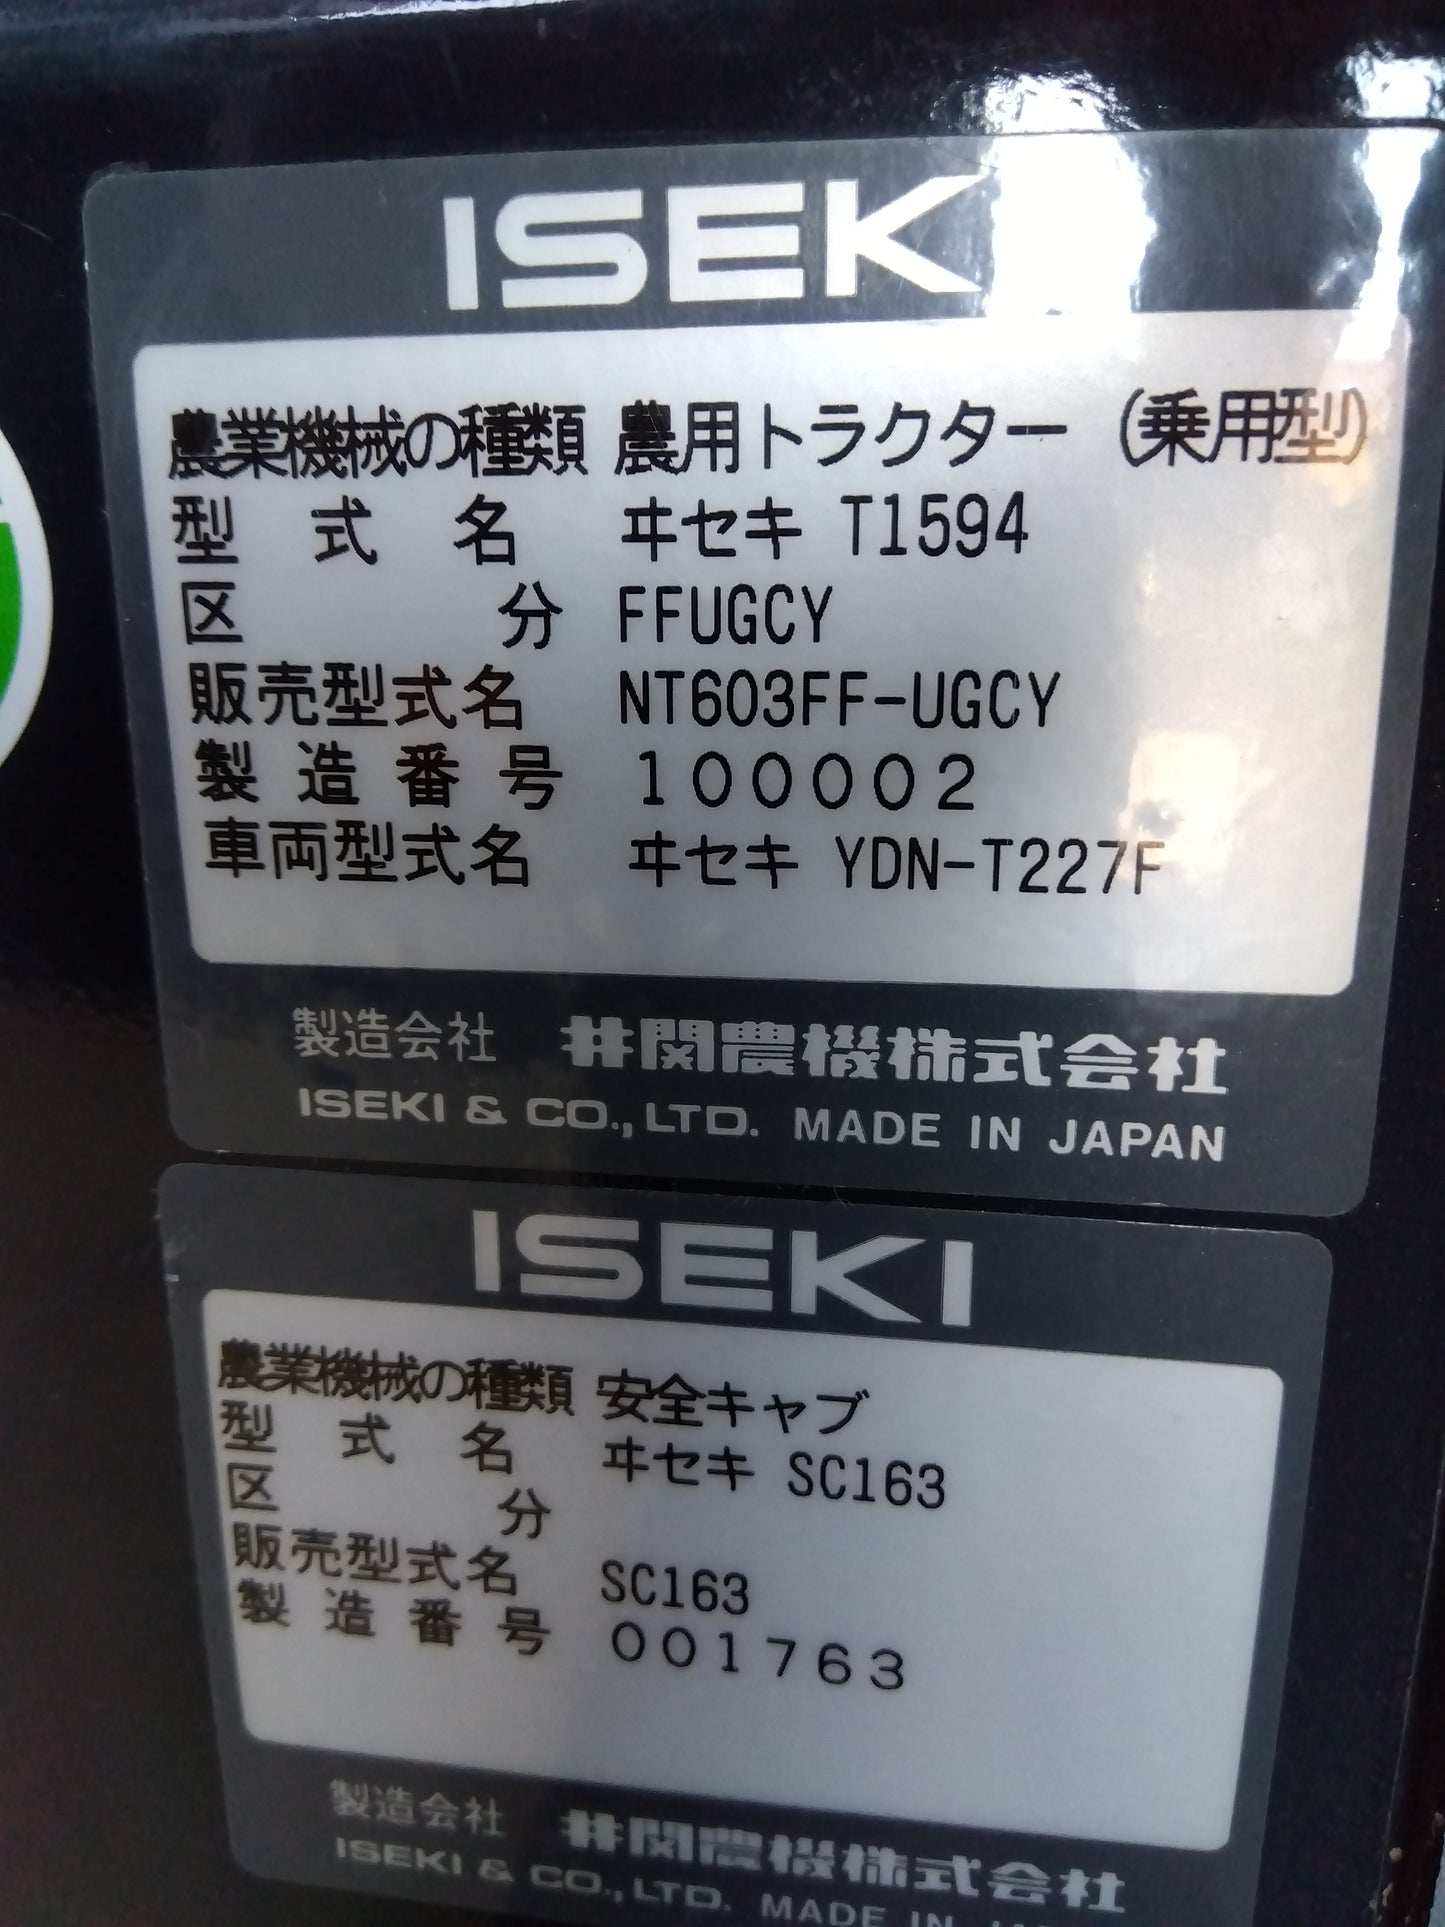 ISEKI
農業機械の種類 農用トラクター(乗用型)
型式名 ヰセキ T1594
区分 FFUGCY
販売型式名 NT603FF-UGCY
製造番号 100002
車両型式名 ヰセキ YDN-T227F
製造会社 井関農機株式会社
ISEKI & CO., LTD. MADE IN JAPAN
ISEKI
農業機械の種類 安全キャブ
型式名 ヰセキ SC163
区分
販売型式名 SC163
製造番号 001763
製造会社 井関農機株式会社
ISEKI & CO., LTD. MADE IN